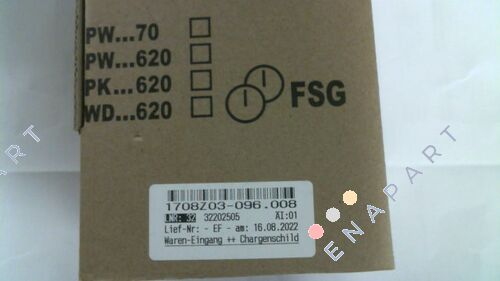 PW...70
PW...620
PK...620
WD...620
FSG
1708Z03-096.008
LNR: 32 32202505 AI:01
Lief-Nr: - EF - am: 16.08.2022
Waren-Eingang ++ Chargenschild
ENAPART
ENAPART